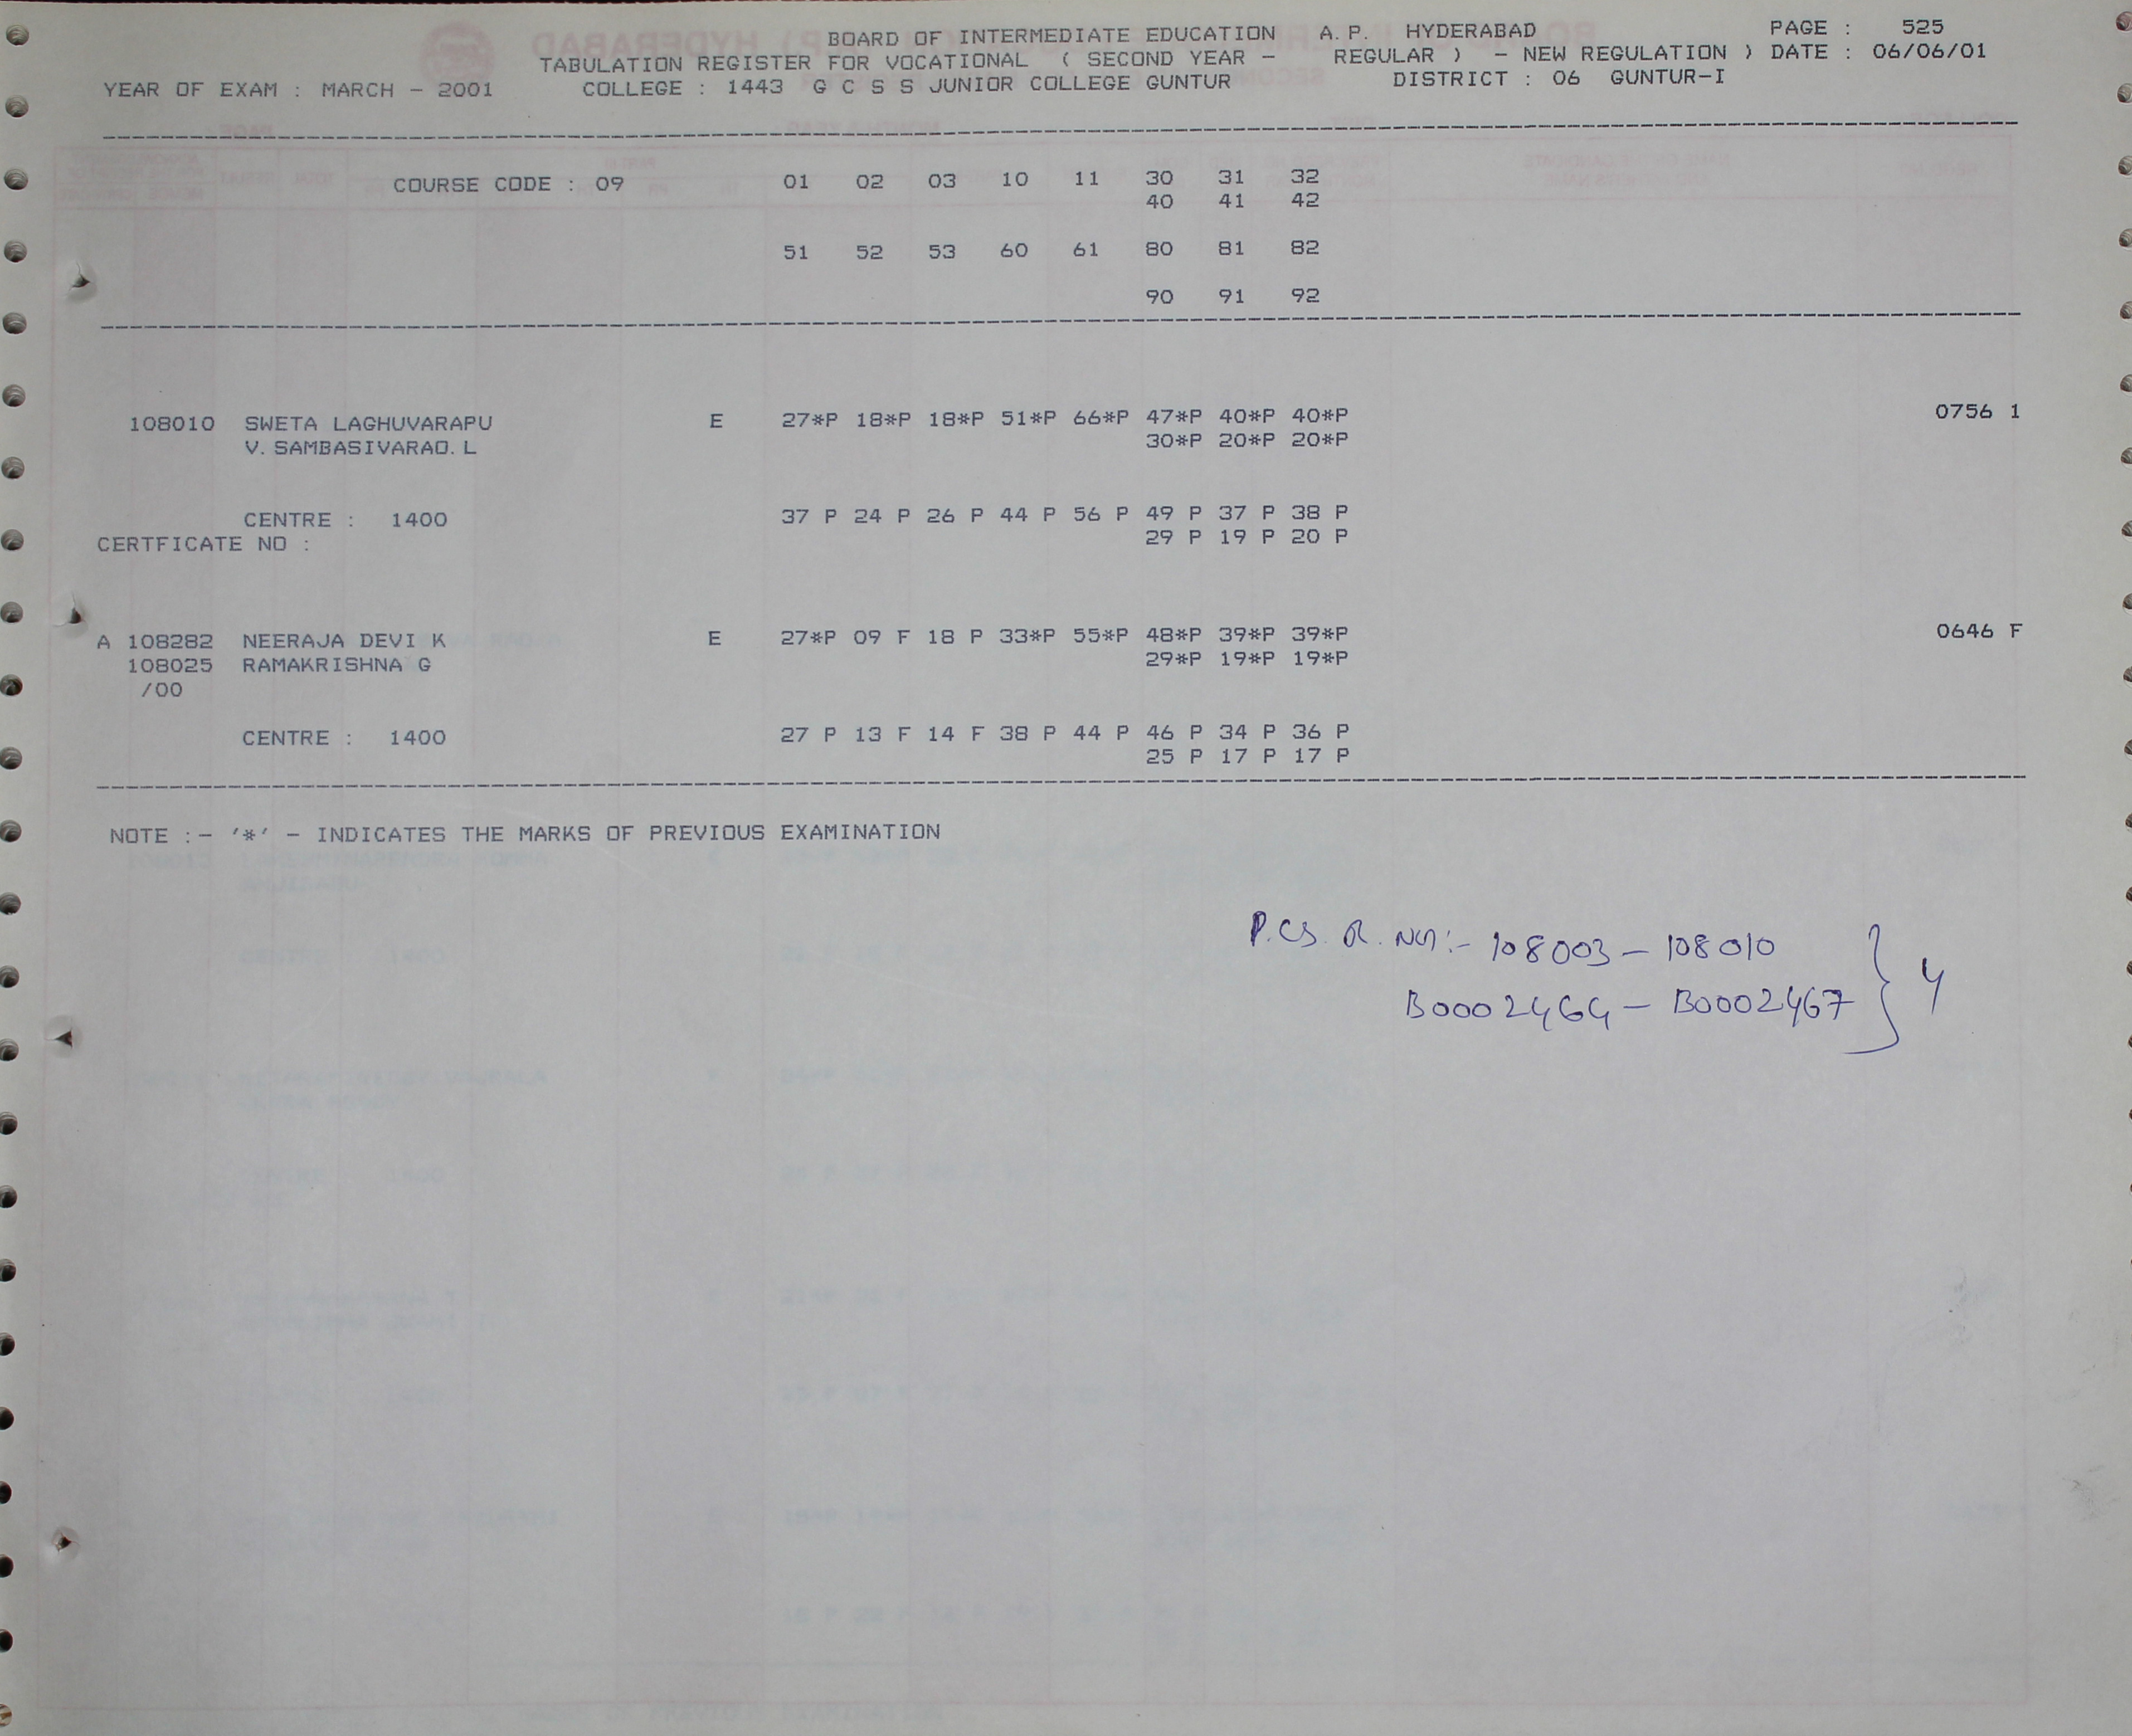 BOARD OF INTERMEDIATE EDUCATION A.P. HYDERABAD PAGE : 525
TABULATION REGISTER FOR VOCATIONAL ( SECOND YEAR - REGULAR ) - NEW REGULATION ) DATE : 06/06/01
YEAR OF EXAM : MARCH - 2001 COLLEGE : 1443 G C S S JUNIOR COLLEGE GUNTUR DISTRICT : 06 GUNTUR-I
COURSE CODE : 09 01 02 03 10 11 30 31 32
40 41 42
51 52 53 60 61 80 81 82
90 91 92
108010 SWETA LAGHUVARAPU E 27*P 18*P 18*P 51*P 66*P 47*P 40*P 40*P 0756 1
V.SAMBASIVARAO.L 30*P 20*P 20*P
CENTRE : 1400 37 P 24 P 26 P 44 P 56 P 49 P 37 P 38 P
CERTFICATE NO : 29 P 19 P 20 P
A 108282 NEERAJA DEVI K E 27*P 09 F 18 P 33*P 55*P 48*P 39*P 39*P 0646 F
108025 RAMAKRISHNA G 29*P 19*P 19*P
/00
CENTRE : 1400 27 P 13 F 14 F 38 P 44 P 46 P 34 P 36 P
25 P 17 P 17 P
NOTE :- '*' - INDICATES THE MARKS OF PREVIOUS EXAMINATION
P.Cs. R. No:- 108003 - 108010
B0002464 - B0002467 } 4